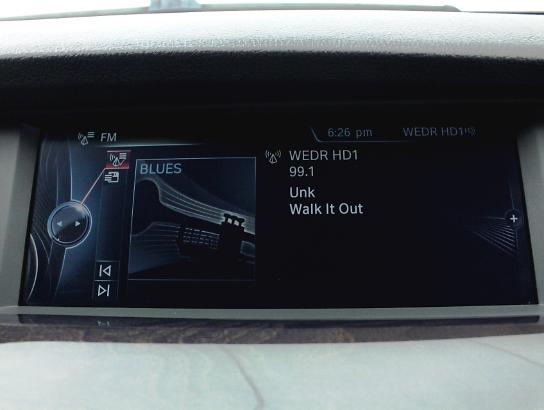 FM
6:26 pm
WEDR HD1
BLUES
WEDR HD1
99.1
Unk
Walk It Out